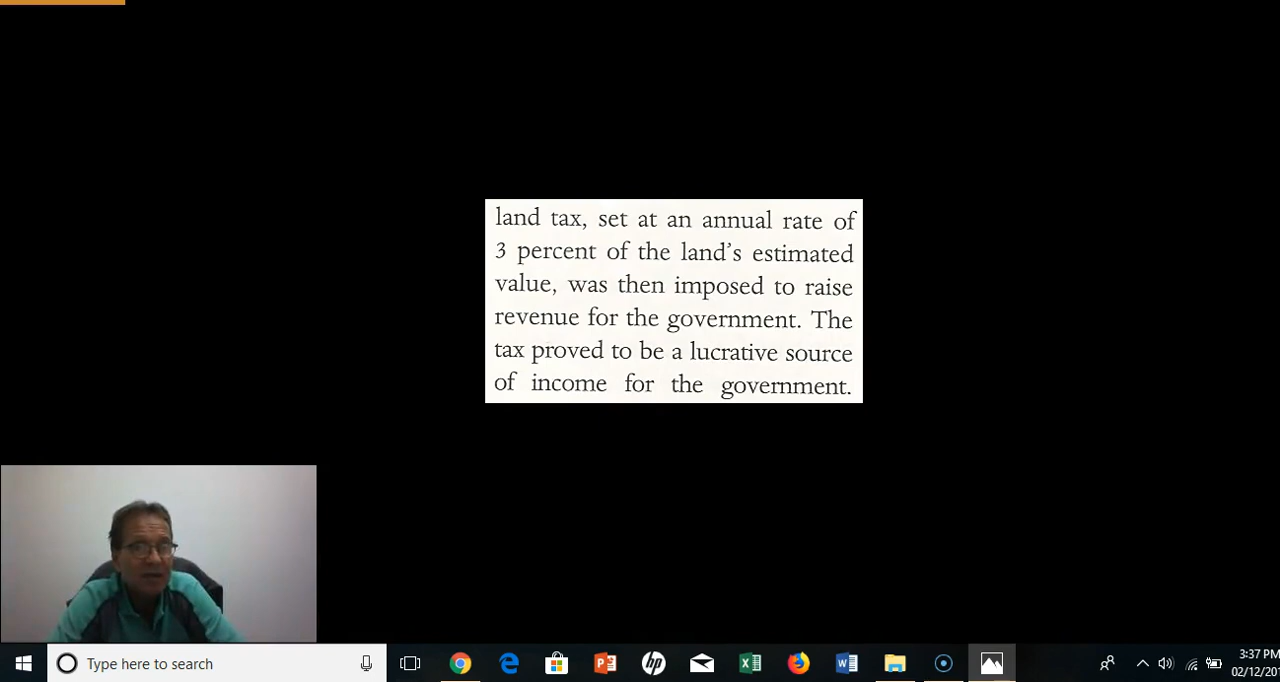 land tax, set at an annual rate of
3 percent of the land's estimated
value, was then imposed to raise
revenue for the government. The
tax proved to be a lucrative source
of income for the government.
Type here to search
3:37 PM